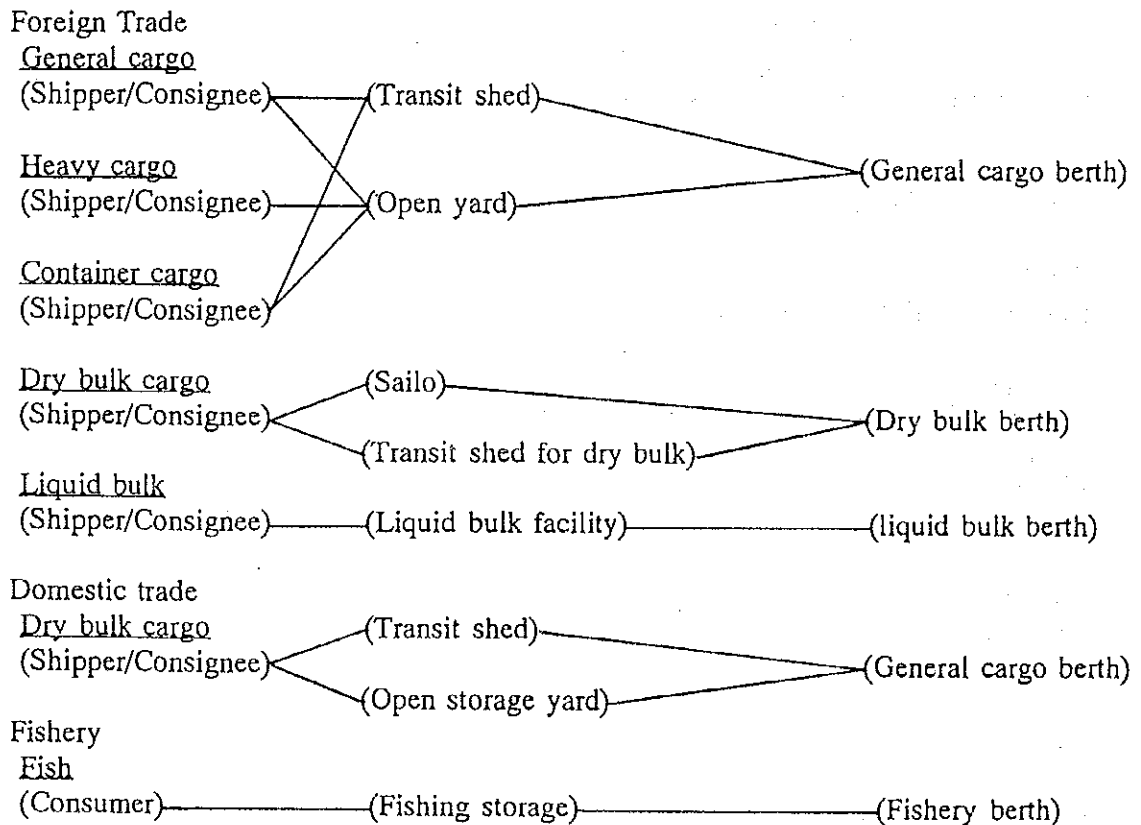 Foreign Trade
General cargo
(Shipper/Consignee) (Transit shed)
Heavy cargo (General cargo berth)
(Shipper/Consignee) (Open yard)
Container cargo
(Shipper/Consignee)
Dry bulk cargo (Sailo)
(Shipper/Consignee) (Dry bulk berth)
(Transit shed for dry bulk)
Liquid bulk
(Shipper/Consignee) (Liquid bulk facility) (liquid bulk berth)
Domestic trade
Dry bulk cargo (Transit shed)
(Shipper/Consignee) (General cargo berth)
(Open storage yard)
Fishery
Fish
(Consumer) (Fishing storage) (Fishery berth)